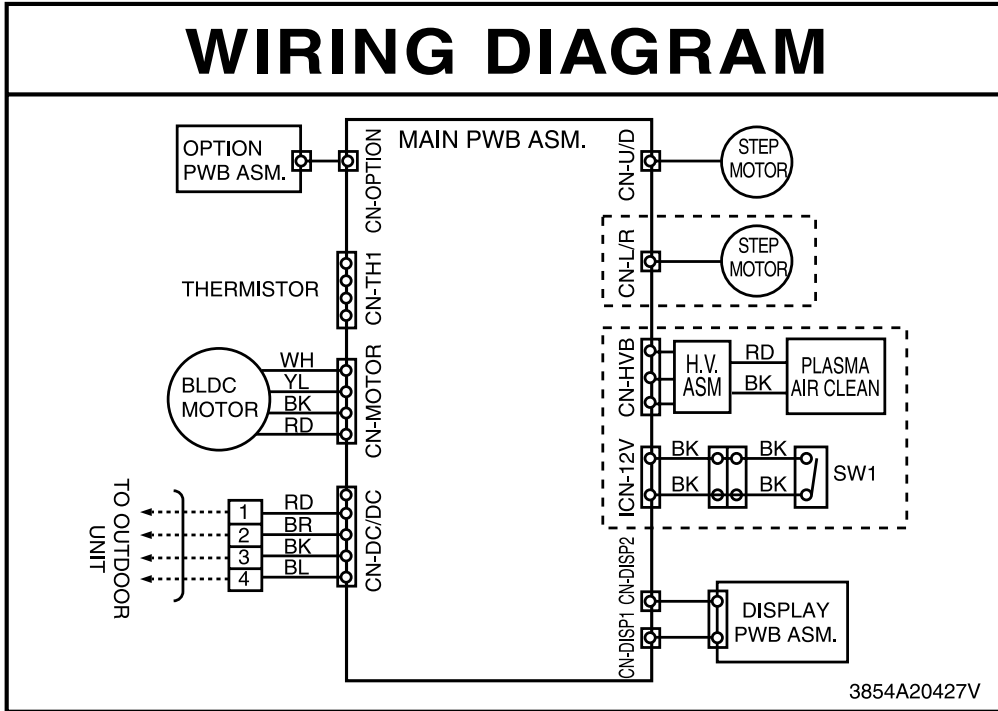 WIRING DIAGRAM
OPTION
PWB ASM.
CN-OPTION
MAIN PWB ASM.
CN-U/D
STEP
MOTOR
THERMISTOR
CN-TH1
CN-L/R
STEP
MOTOR
BLDC
MOTOR
WH
YL
BK
RD
CN-MOTOR
CN-HVB
H.V.
ASM
RD
BK
PLASMA
AIR CLEAN
ICN-12V
BK
BK
BK
BK
SW1
TO OUTDOOR
UNIT
1
2
3
4
RD
BR
BK
BL
CN-DC/DC
CN-DISP2
CN-DISP1
DISPLAY
PWB ASM.
3854A20427V